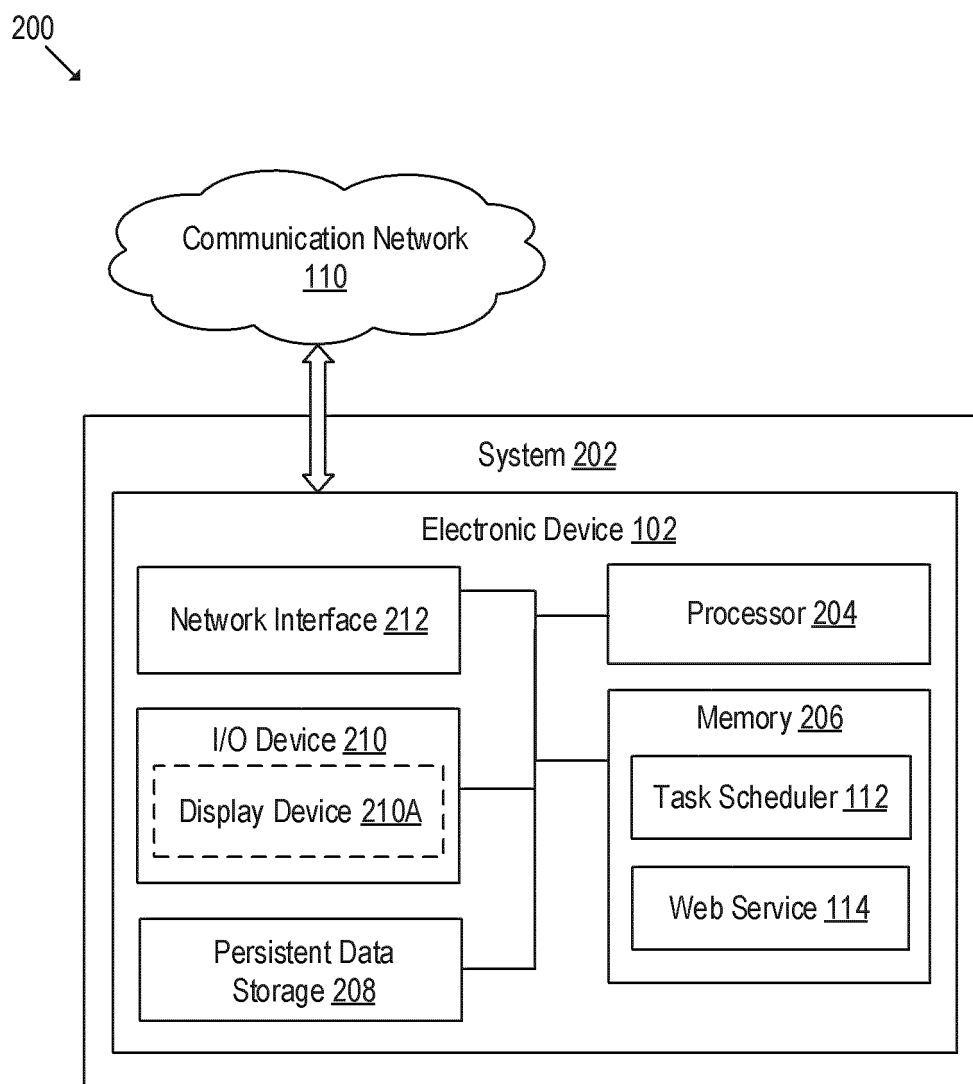 200
Communication Network
110
System 202
Electronic Device 102
Network Interface 212
Processor 204
I/O Device 210
Display Device 210A
Memory 206
Task Scheduler 112
Web Service 114
Persistent Data
Storage 208